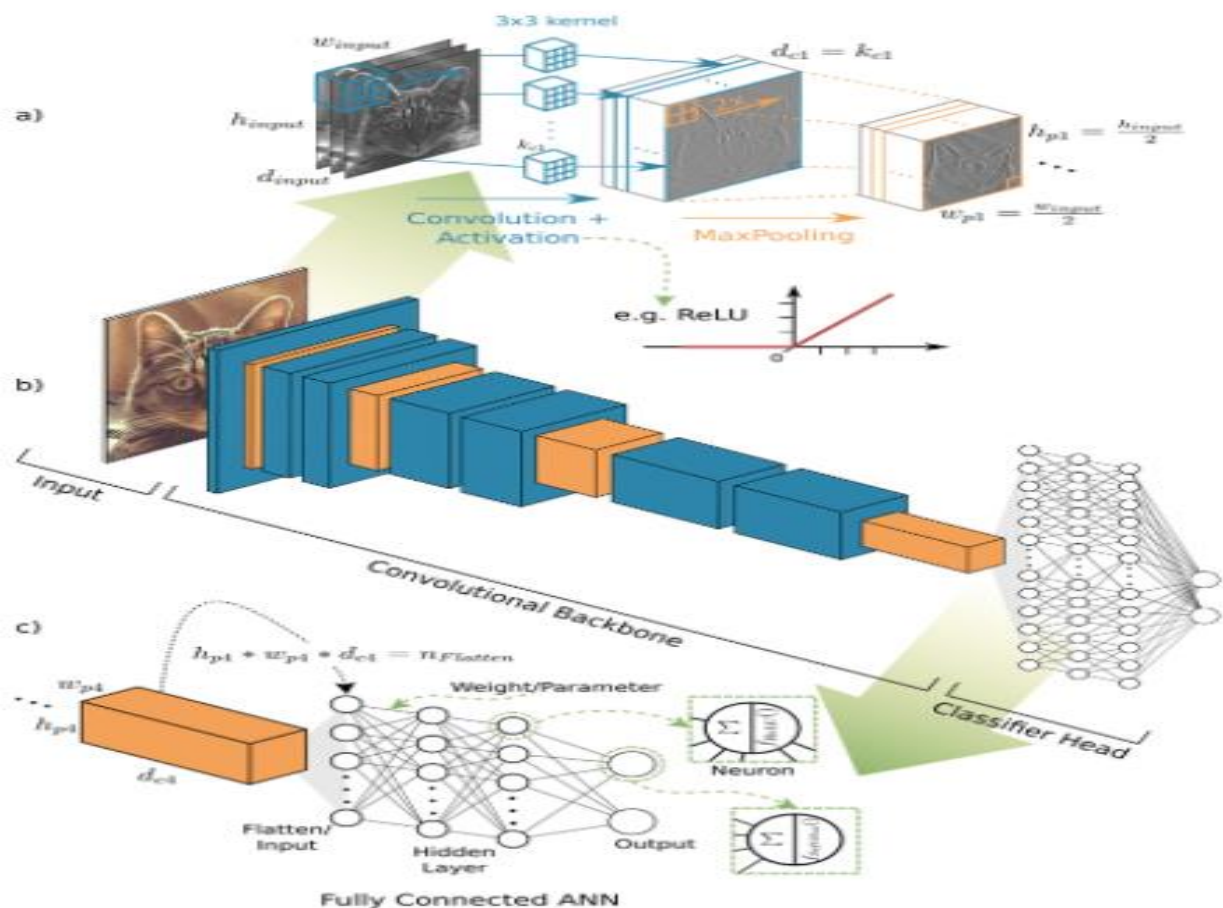 a)
w_input
h_input
d_input
3x3 kernel
k_c1
d_c1 = k_c1
2x
h_p1 = h_input/2
w_p1 = w_input/2
Convolution +
Activation
MaxPooling
e.g. ReLU
0
b)
Input
Convolutional Backbone
Classifier Head
c)
h_p4 * w_p4 * d_c4 = n_Flatten
w_p4
h_p4
d_c4
Weight/Parameter
Σ
Neuron
Σ
Flatten/
Input
Hidden
Layer
Output
Fully Connected ANN